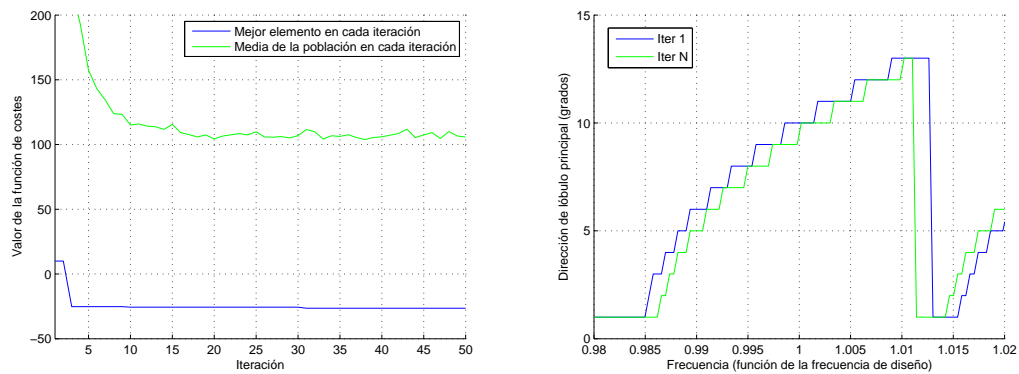 200
150
100
50
0
−50
5 10 15 20 25 30 35 40 45 50
Valor de la función de costes
Iteración
Mejor elemento en cada iteración
Media de la población en cada iteración
15
10
5
0
0.98 0.985 0.99 0.995 1 1.005 1.01 1.015 1.02
Dirección de lóbulo principal (grados)
Frecuencia (función de la frecuencia de diseño)
Iter 1
Iter N